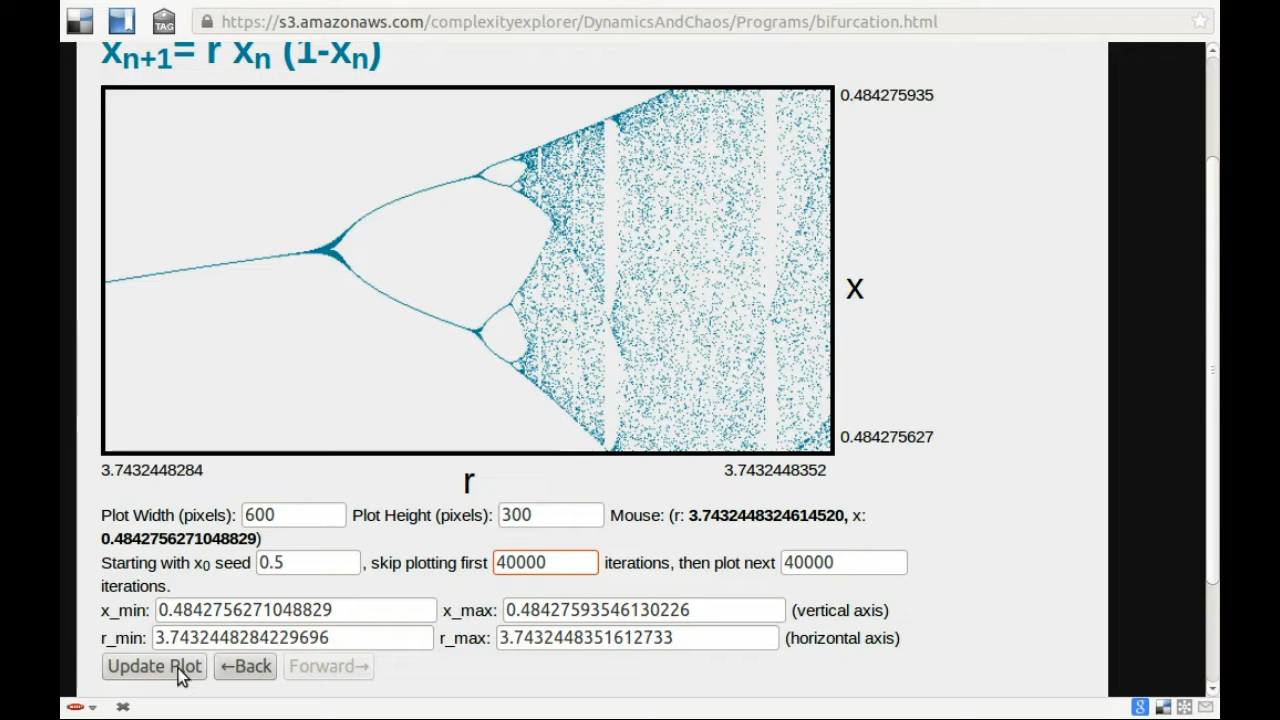 TAG https://s3.amazonaws.com/complexityexplorer/DynamicsAndChaos/Programs/bifurcation.html
xn+1= r xn (1-xn)
0.484275935
x
0.484275627
3.7432448284 3.7432448352
r
Plot Width (pixels): 600 Plot Height (pixels): 300 Mouse: (r: 3.7432448324614520, x:
0.4842756271048829)
Starting with x0 seed 0.5 , skip plotting first 40000 iterations, then plot next 40000
iterations.
x_min: 0.4842756271048829 x_max: 0.48427593546130226 (vertical axis)
r_min: 3.7432448284229696 r_max: 3.7432448351612733 (horizontal axis)
Update Plot ←Back Forward→
8